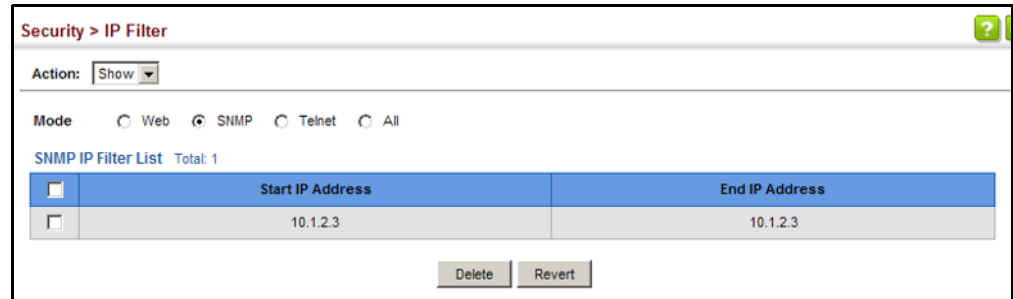 Security > IP Filter
?
Action: Show
Mode Web SNMP Telnet All
SNMP IP Filter List Total: 1
Start IP Address End IP Address
10.1.2.3 10.1.2.3
Delete Revert